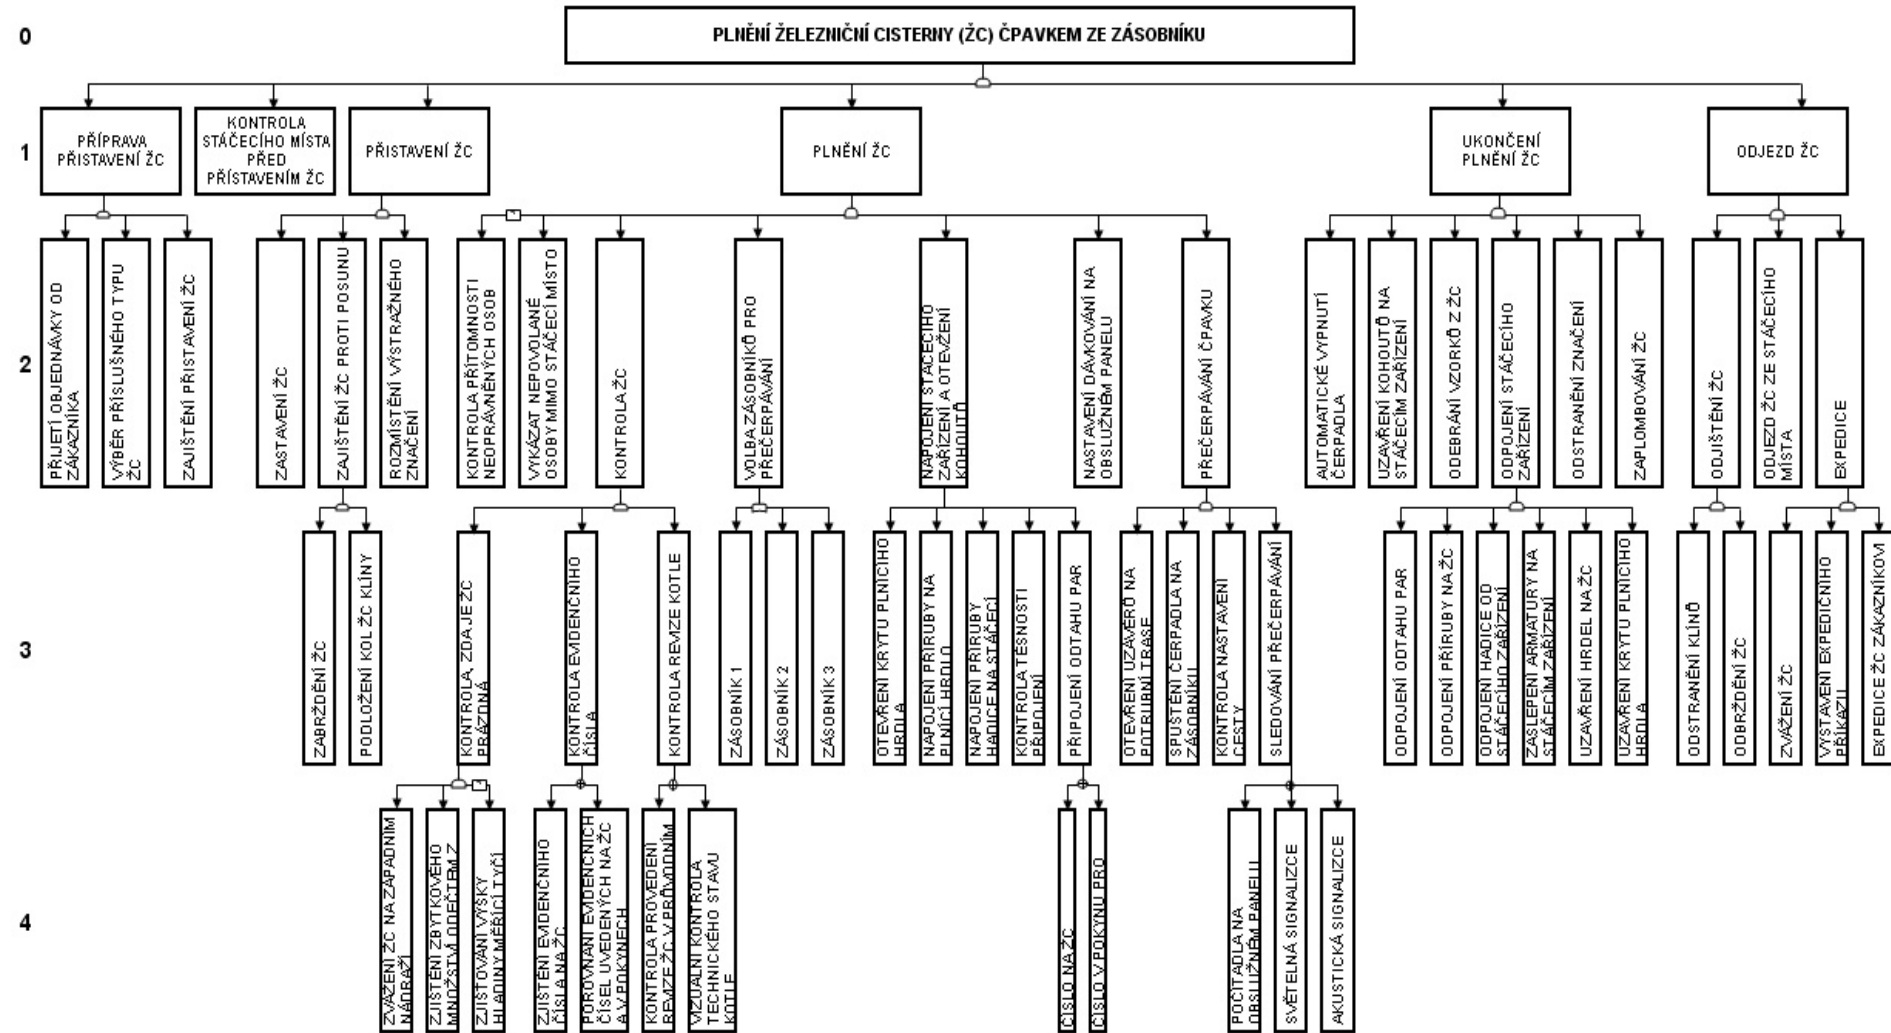 0
PLNĚNÍ ŽELEZNIČNÍ CISTERNY (ŽC) ČPAVKEM ZE ZÁSOBNÍKU
1
PŘÍPRAVA
PŘISTAVENÍ ŽC
KONTROLA
STÁČECÍHO MÍSTA
PŘED
PŘÍSTAVENÍM ŽC
PŘISTAVENÍ ŽC
PLNĚNÍ ŽC
UKONČENÍ
PLNĚNÍ ŽC
ODJEZD ŽC
2
PŘIJETÍ OBJEDNÁVKY OD
ZÁKAZNÍKA
VÝBĚR PŘÍSLUŠNÉHO TYPU
ŽC
ZAJIŠTĚNÍ PŘISTAVENÍ ŽC
ZASTAVENÍ ŽC
ZAJIŠTĚNÍ ŽC PROTI POSUNU
ROZMÍSTĚNÍ VÝSTRAŽNÉHO
ZNAČENÍ
KONTROLA PŘÍTOMNOSTI
NEOPRÁVNĚNÝCH OSOB
VYKÁZAT NEPOVOLANÉ
OSOBY MIMO STÁČECÍ MÍSTO
KONTROLA ŽC
VOLBA ZÁSOBNÍKŮ PRO
PŘEČERPÁVÁNÍ
NAPOJENÍ STÁČECÍHO
ZAŘÍZENÍ A OTEVŽENÍ
KOHOUTŮ
NASTAVENÍ DÁVKOVÁNÍ NA
OBSLUŽNÉM PANELU
PŘEČERPÁVÁNÍ ČPAVKU
AUTOMATICKÉ VYPNUTÍ
ČERPADLA
UZAVŘENÍ KOHOUTŮ NA
STÁČECÍM ZAŘÍZENÍ
ODEBRÁNÍ VZORKŮ Z ŽC
ODPOJENÍ STÁČECÍHO
ZAŘÍZENÍ
ODSTRANĚNÍ ZNAČENÍ
ZAPLOMBOVÁNÍ ŽC
ODJIŠTĚNÍ ŽC
ODJEZD ŽC ZE STÁČECÍHO
MÍSTA
EXPEDICE
3
ZABRŽDĚNÍ ŽC
PODLOŽENÍ KOL ŽC KLÍNY
KONTROLA, ZDA JE ŽC
PRÁZDNÁ
KONTROLA EVIDENČNÍHO
ČÍSLA
KONTROLA REVIZE KOTLE
ZÁSOBNÍK 1
ZÁSOBNÍK 2
ZÁSOBNÍK 3
OTEVŘENÍ KRYTU PLNÍCÍHO
HRDLA
NAPOJENÍ PŘÍRUBY NA
PLNÍCÍ HRDLO
NAPOJENÍ PŘÍRUBY
HADICE NA STÁČECÍ
KONTROLA TĚSNOSTI
PŘIPOJENÍ
PŘIPOJENÍ ODTAHU PAR
OTEVŘENÍ UZÁVĚRŮ NA
POTRUBNÍ TRASE
SPUŠTĚNÍ ČERPADLA NA
ZÁSOBNÍKU
KONTROLA NASTAVENÍ
CESTY
SLEDOVÁNÍ PŘEČERPÁVÁNÍ
ODPOJENÍ ODTAHU PAR
ODPOJENÍ PŘÍRUBY NA ŽC
ODPOJENÍ HADICE OD
STÁČECÍHO ZAŘÍZENÍ
ZASLEPENÍ ARMATURY NA
STÁČECÍM ZAŘÍZENÍ
UZAVŘENÍ HRDEL NA ŽC
UZAVŘENÍ KRYTU PLNÍCÍHO
HRDLA
ODSTRANĚNÍ KLÍNŮ
ODBRŽDĚNÍ ŽC
ZVÁŽENÍ ŽC
VYSTAVENÍ EXPEDIČNÍHO
PŘÍKAZU
EXPEDICE ŽC ZÁKAZNÍKOVI
4
ZVÁŽENÍ ŽC NA ZÁPADNÍM
NÁDRAŽÍ
ZJIŠTĚNÍ ZBYTKOVÉHO
MNOŽSTVÍ ODEČTEM Z
ZJIŠŤOVÁNÍ VÝŠKY
HLADINY MĚŘÍCÍ TYČÍ
ZJIŠTĚNÍ EVIDENČNÍHO
ČÍSLA NA ŽC
POROVNÁNÍ EVIDENČNÍCH
ČÍSEL UVEDENÝCH NA ŽC
A V POKYNECH
KONTROLA PROVEDENÍ
REVIZE ŽC V PRŮVODNÍM
VIZUÁLNÍ KONTROLA
TECHNICKÉHO STAVU
KOTLE
ČÍSLO NA ŽC
ČÍSLO V POKYNU PRO
POČÍTADLA NA
OBSLUŽNÉM PANELU
SVĚTELNÁ SIGNALIZCE
AKUSTICKÁ SIGNALIZCE